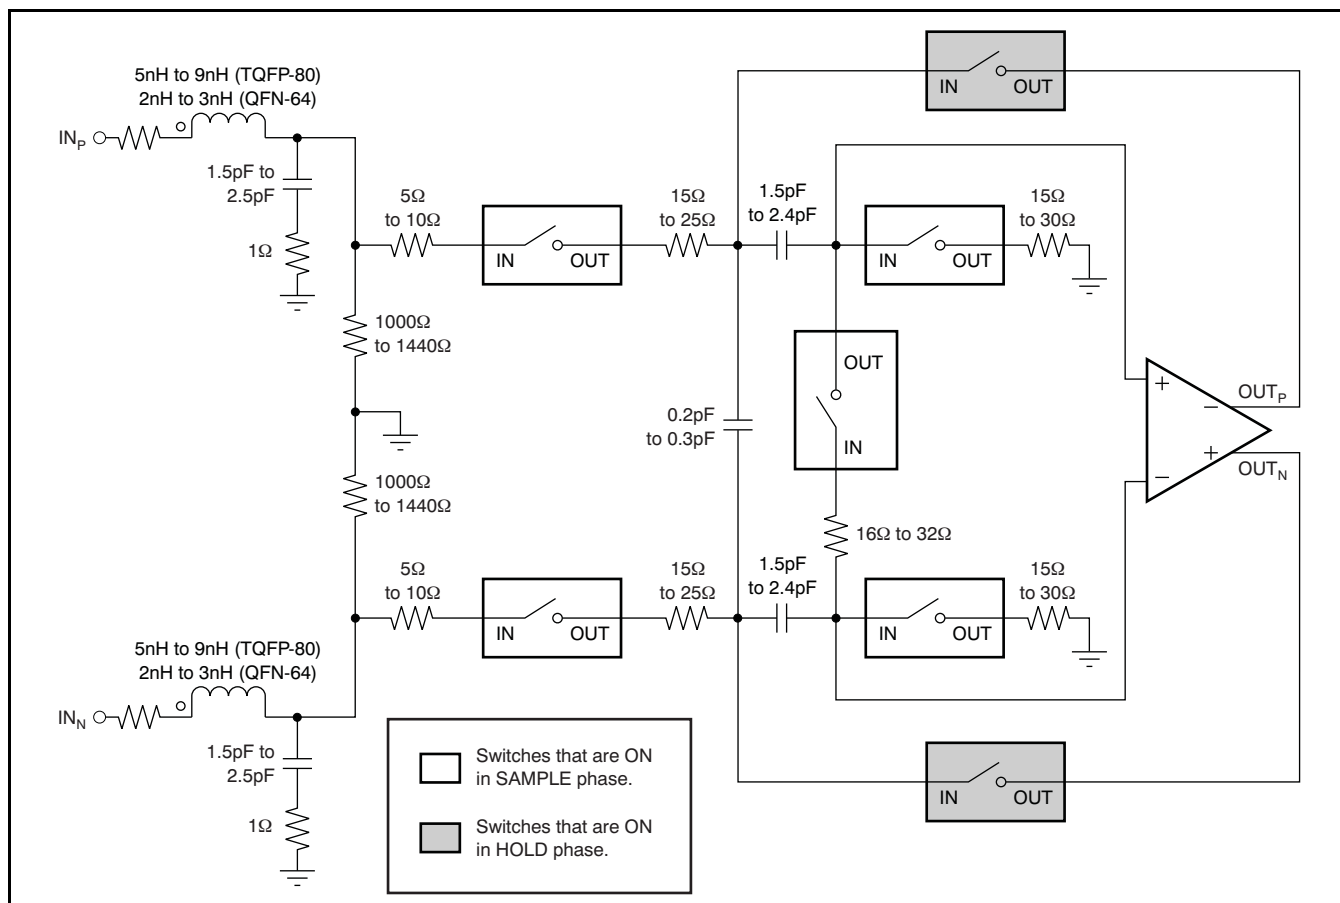 5nH to 9nH (TQFP-80)
2nH to 3nH (QFN-64)
INP
1.5pF to
2.5pF
1Ω
5Ω
to 10Ω
IN OUT
15Ω
to 25Ω
1.5pF
to 2.4pF
IN OUT
IN OUT
15Ω
to 30Ω
1000Ω
to 1440Ω
0.2pF
to 0.3pF
OUT
IN
16Ω to 32Ω
+
−
−
+
OUTP
OUTN
1000Ω
to 1440Ω
5Ω
to 10Ω
IN OUT
15Ω
to 25Ω
1.5pF
to 2.4pF
IN OUT
15Ω
to 30Ω
5nH to 9nH (TQFP-80)
2nH to 3nH (QFN-64)
INN
1.5pF to
2.5pF
1Ω
IN OUT
Switches that are ON
in SAMPLE phase.
Switches that are ON
in HOLD phase.